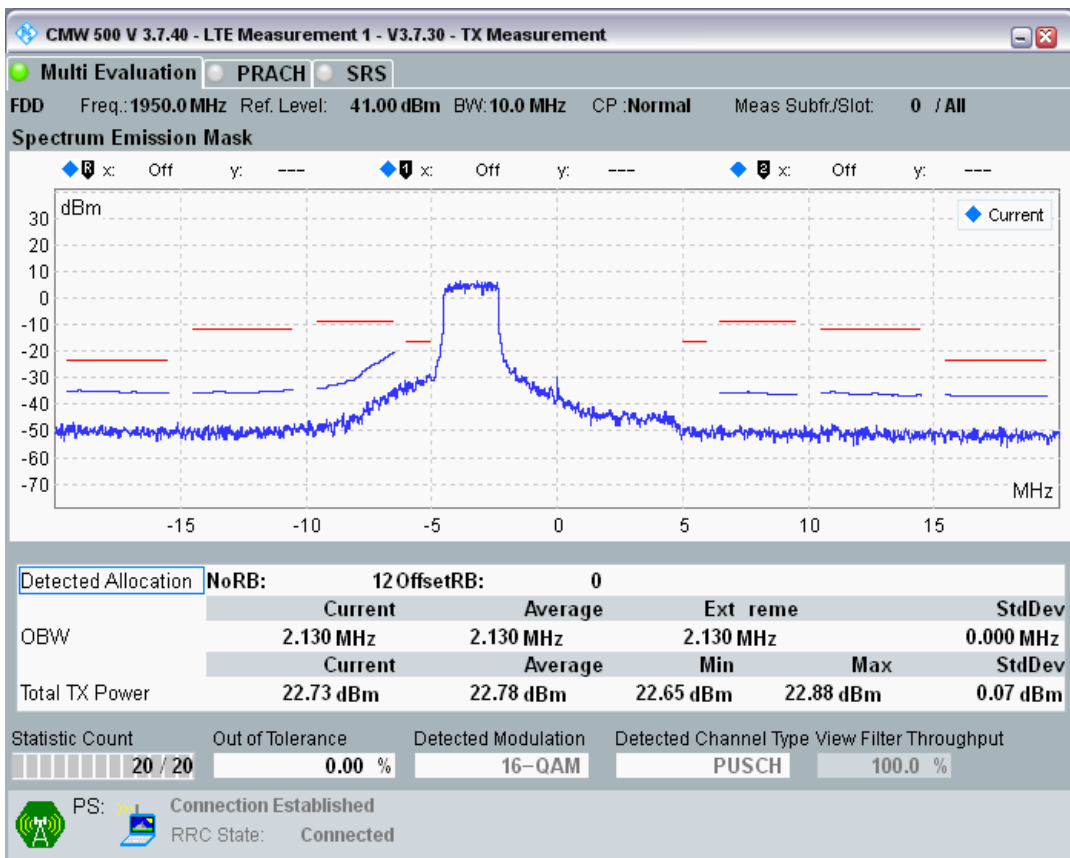 CMW 500 V 3.7.40 - LTE Measurement 1 - V3.7.30 - TX Measurement
Multi Evaluation PRACH SRS
FDD Freq.: 1950.0 MHz Ref. Level: 41.00 dBm BW: 10.0 MHz CP :Normal Meas Subfr./Slot: 0 / All
Spectrum Emission Mask
R x: Off y: --- 1 x: Off y: --- 2 x: Off y: ---
dBm
Current
30
20
10
0
-10
-20
-30
-40
-50
-60
-70
MHz
-15 -10 -5 0 5 10 15
Detected Allocation NoRB: 12 OffsetRB: 0
Current Average Ext reme StdDev
OBW 2.130 MHz 2.130 MHz 2.130 MHz 0.000 MHz
Current Average Min Max StdDev
Total TX Power 22.73 dBm 22.78 dBm 22.65 dBm 22.88 dBm 0.07 dBm
Statistic Count Out of Tolerance Detected Modulation Detected Channel Type View Filter Throughput
20 / 20 0.00 % 16-QAM PUSCH 100.0 %
PS: Connection Established
RRC State: Connected